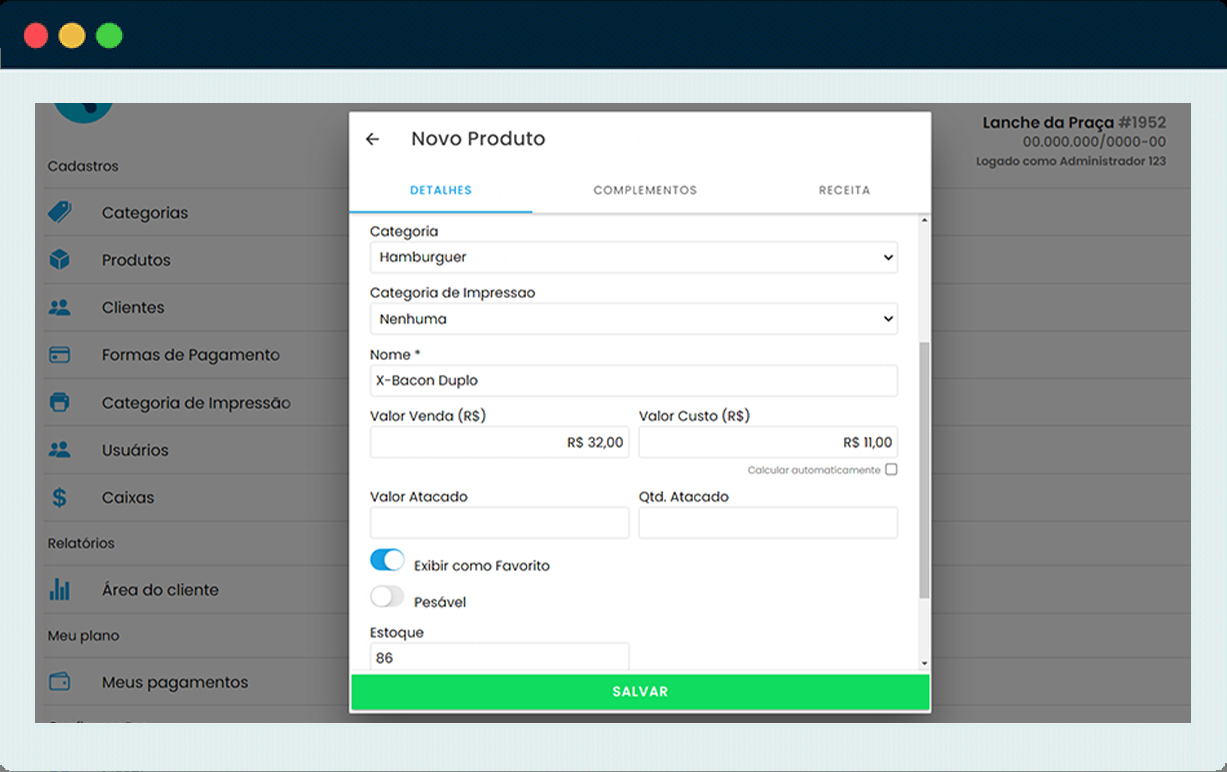 Lanche da Praça #1952
00.000.000/0000-00
Logado como Administrador 123
Cadastros
Categorias
Produtos
Clientes
Formas de Pagamento
Categoria de Impressão
Usuários
Caixas
Relatórios
Área do cliente
Meu plano
Meus pagamentos
Novo Produto
DETALHES COMPLEMENTOS RECEITA
Categoria
Hamburguer
Categoria de Impressao
Nenhuma
Nome *
X-Bacon Duplo
Valor Venda (R$) Valor Custo (R$)
R$ 32,00 R$ 11,00
Calcular automaticamente
Valor Atacado Qtd. Atacado
Exibir como Favorito
Pesável
Estoque
86
SALVAR